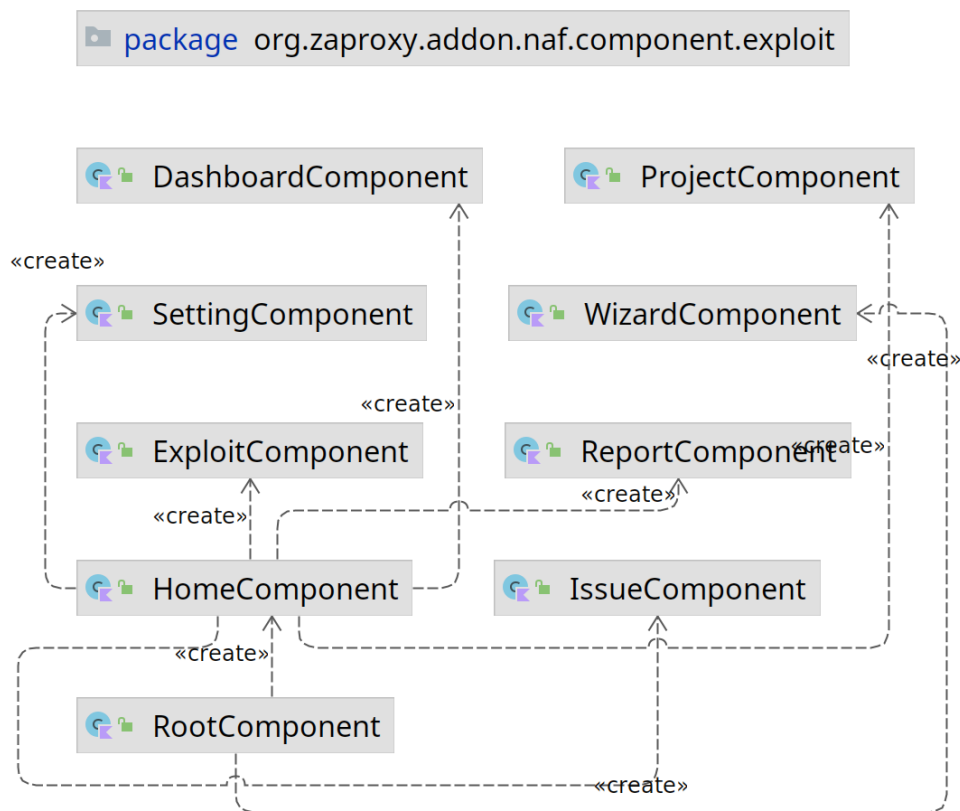 package org.zaproxy.addon.naf.component.exploit
DashboardComponent
ProjectComponent
«create»
SettingComponent
WizardComponent
«create»
«create»
ExploitComponent
ReportComponent
«create»
«create»
«create»
HomeComponent
IssueComponent
«create»
RootComponent
«create»